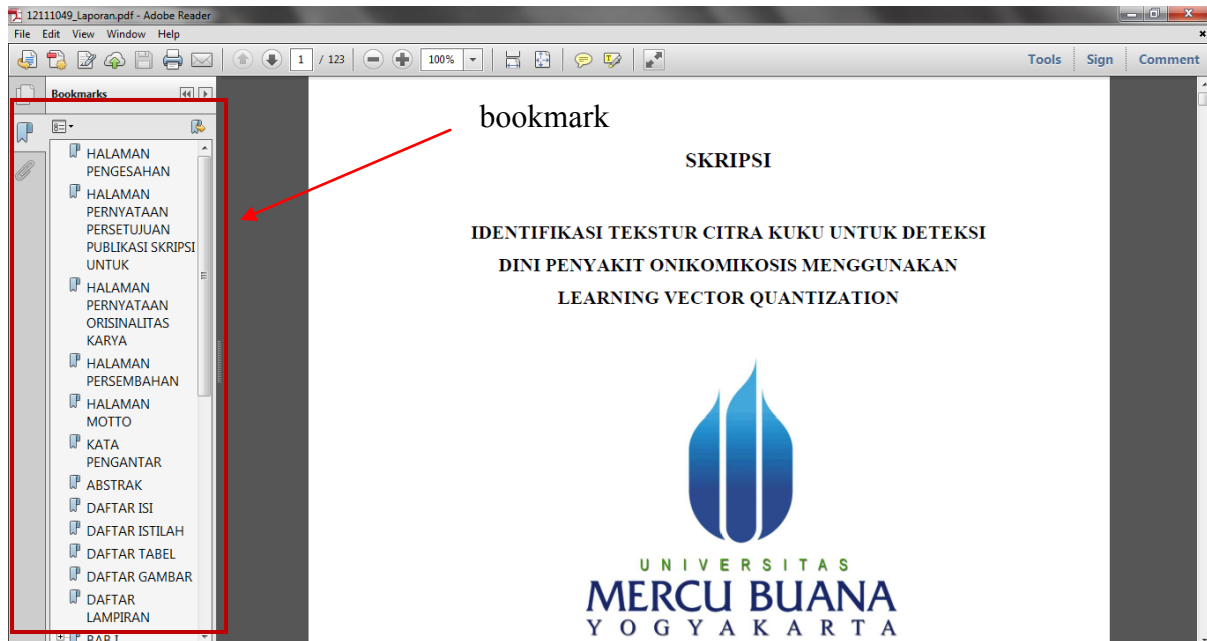 12111049_Laporan.pdf - Adobe Reader
File Edit View Window Help
1 / 123 100% Tools Sign Comment
Bookmarks
HALAMAN
PENGESAHAN
HALAMAN
PERNYATAAN
PERSETUJUAN
PUBLIKASI SKRIPSI
UNTUK
HALAMAN
PERNYATAAN
ORISINALITAS
KARYA
HALAMAN
PERSEMBAHAN
HALAMAN
MOTTO
KATA
PENGANTAR
ABSTRAK
DAFTAR ISI
DAFTAR ISTILAH
DAFTAR TABEL
DAFTAR GAMBAR
DAFTAR
LAMPIRAN
BAB I
bookmark
SKRIPSI
IDENTIFIKASI TEKSTUR CITRA KUKU UNTUK DETEKSI
DINI PENYAKIT ONIKOMIKOSIS MENGGUNAKAN
LEARNING VECTOR QUANTIZATION
UNIVERSITAS
MERCU BUANA
YOGYAKARTA